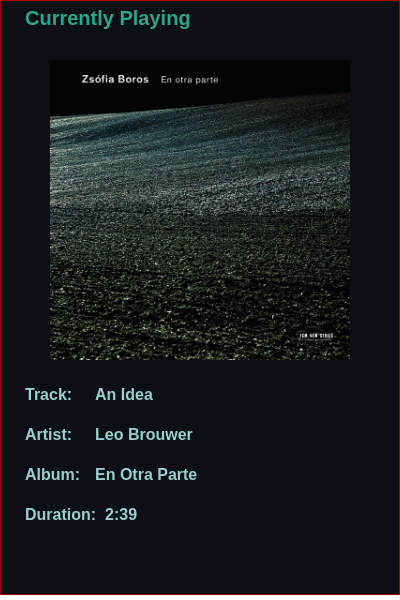 Currently Playing
Zsófia Boros En otra parte
ECM NEW SERIES
Track: An Idea
Artist: Leo Brouwer
Album: En Otra Parte
Duration: 2:39